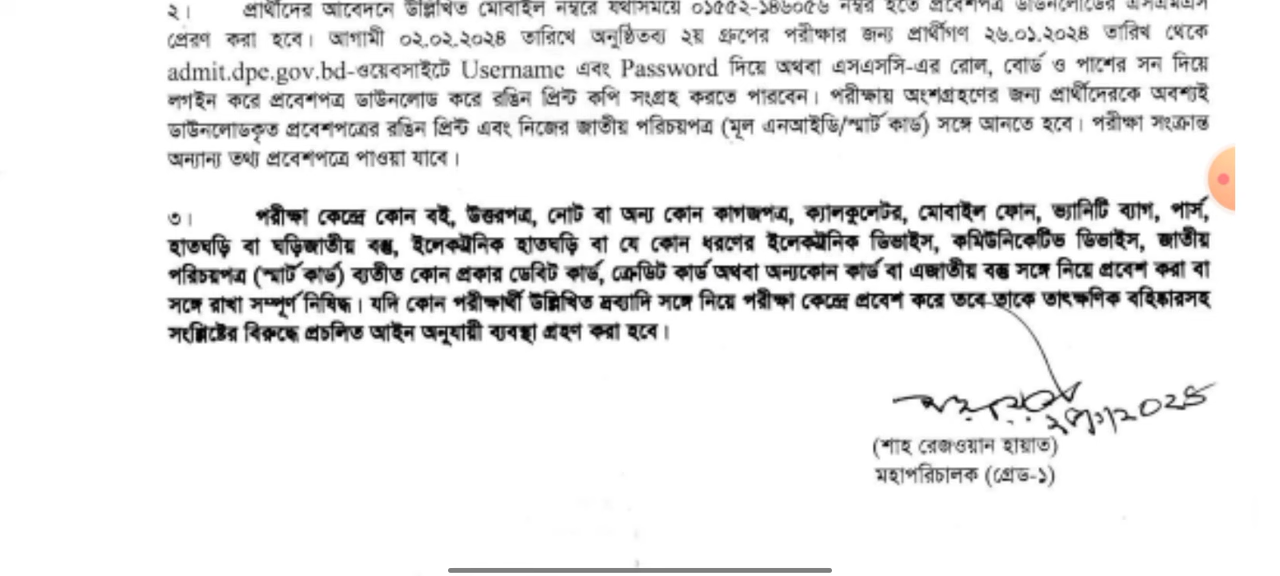 ২। প্রার্থীদের আবেদনে উল্লিখিত মোবাইল নম্বরে যথাসময়ে ০১৫৫২-১৪৬০৫৬ নম্বর হতে প্রবেশপত্র ডাউনলোডের এসএমএস
প্রেরণ করা হবে। আগামী ০২.০২.২০২৪ তারিখে অনুষ্ঠিতব্য ২য় গ্রুপের পরীক্ষার জন্য প্রার্থীগণ ২৬.০১.২০২৪ তারিখ থেকে
admit.dpe.gov.bd-ওয়েবসাইটে Username এবং Password দিয়ে অথবা এসএসসি-এর রোল, বোর্ড ও পাশের সন দিয়ে
লগইন করে প্রবেশপত্র ডাউনলোড করে রঙিন প্রিন্ট কপি সংগ্রহ করতে পারবেন। পরীক্ষায় অংশগ্রহণের জন্য প্রার্থীদেরকে অবশ্যই
ডাউনলোডকৃত প্রবেশপত্রের রঙিন প্রিন্ট এবং নিজের জাতীয় পরিচয়পত্র (মূল এনআইডি/স্মার্ট কার্ড) সঙ্গে আনতে হবে। পরীক্ষা সংক্রান্ত
অন্যান্য তথ্য প্রবেশপত্রে পাওয়া যাবে।
৩। পরীক্ষা কেন্দ্রে কোন বই, উত্তরপত্র, নোট বা অন্য কোন কাগজপত্র, ক্যালকুলেটর, মোবাইল ফোন, ভ্যানিটি ব্যাগ, পার্স,
হাতঘড়ি বা ঘড়িজাতীয় বস্তু, ইলেকট্রনিক হাতঘড়ি বা যে কোন ধরণের ইলেকট্রনিক ডিভাইস, কমিউনিকেটিভ ডিভাইস, জাতীয়
পরিচয়পত্র (স্মার্ট কার্ড) ব্যতীত কোন প্রকার ডেবিট কার্ড, ক্রেডিট কার্ড অথবা অন্যকোন কার্ড বা এজাতীয় বস্তু সঙ্গে নিয়ে প্রবেশ করা বা
সঙ্গে রাখা সম্পূর্ণ নিষিদ্ধ। যদি কোন পরীক্ষার্থী উল্লিখিত দ্রব্যাদি সঙ্গে নিয়ে পরীক্ষা কেন্দ্রে প্রবেশ করে তবে তাকে তাৎক্ষণিক বহিষ্কারসহ
সংশ্লিষ্টের বিরুদ্ধে প্রচলিত আইন অনুযায়ী ব্যবস্থা গ্রহণ করা হবে।
(শাহ রেজওয়ান হায়াত)
মহাপরিচালক (গ্রেড-১)